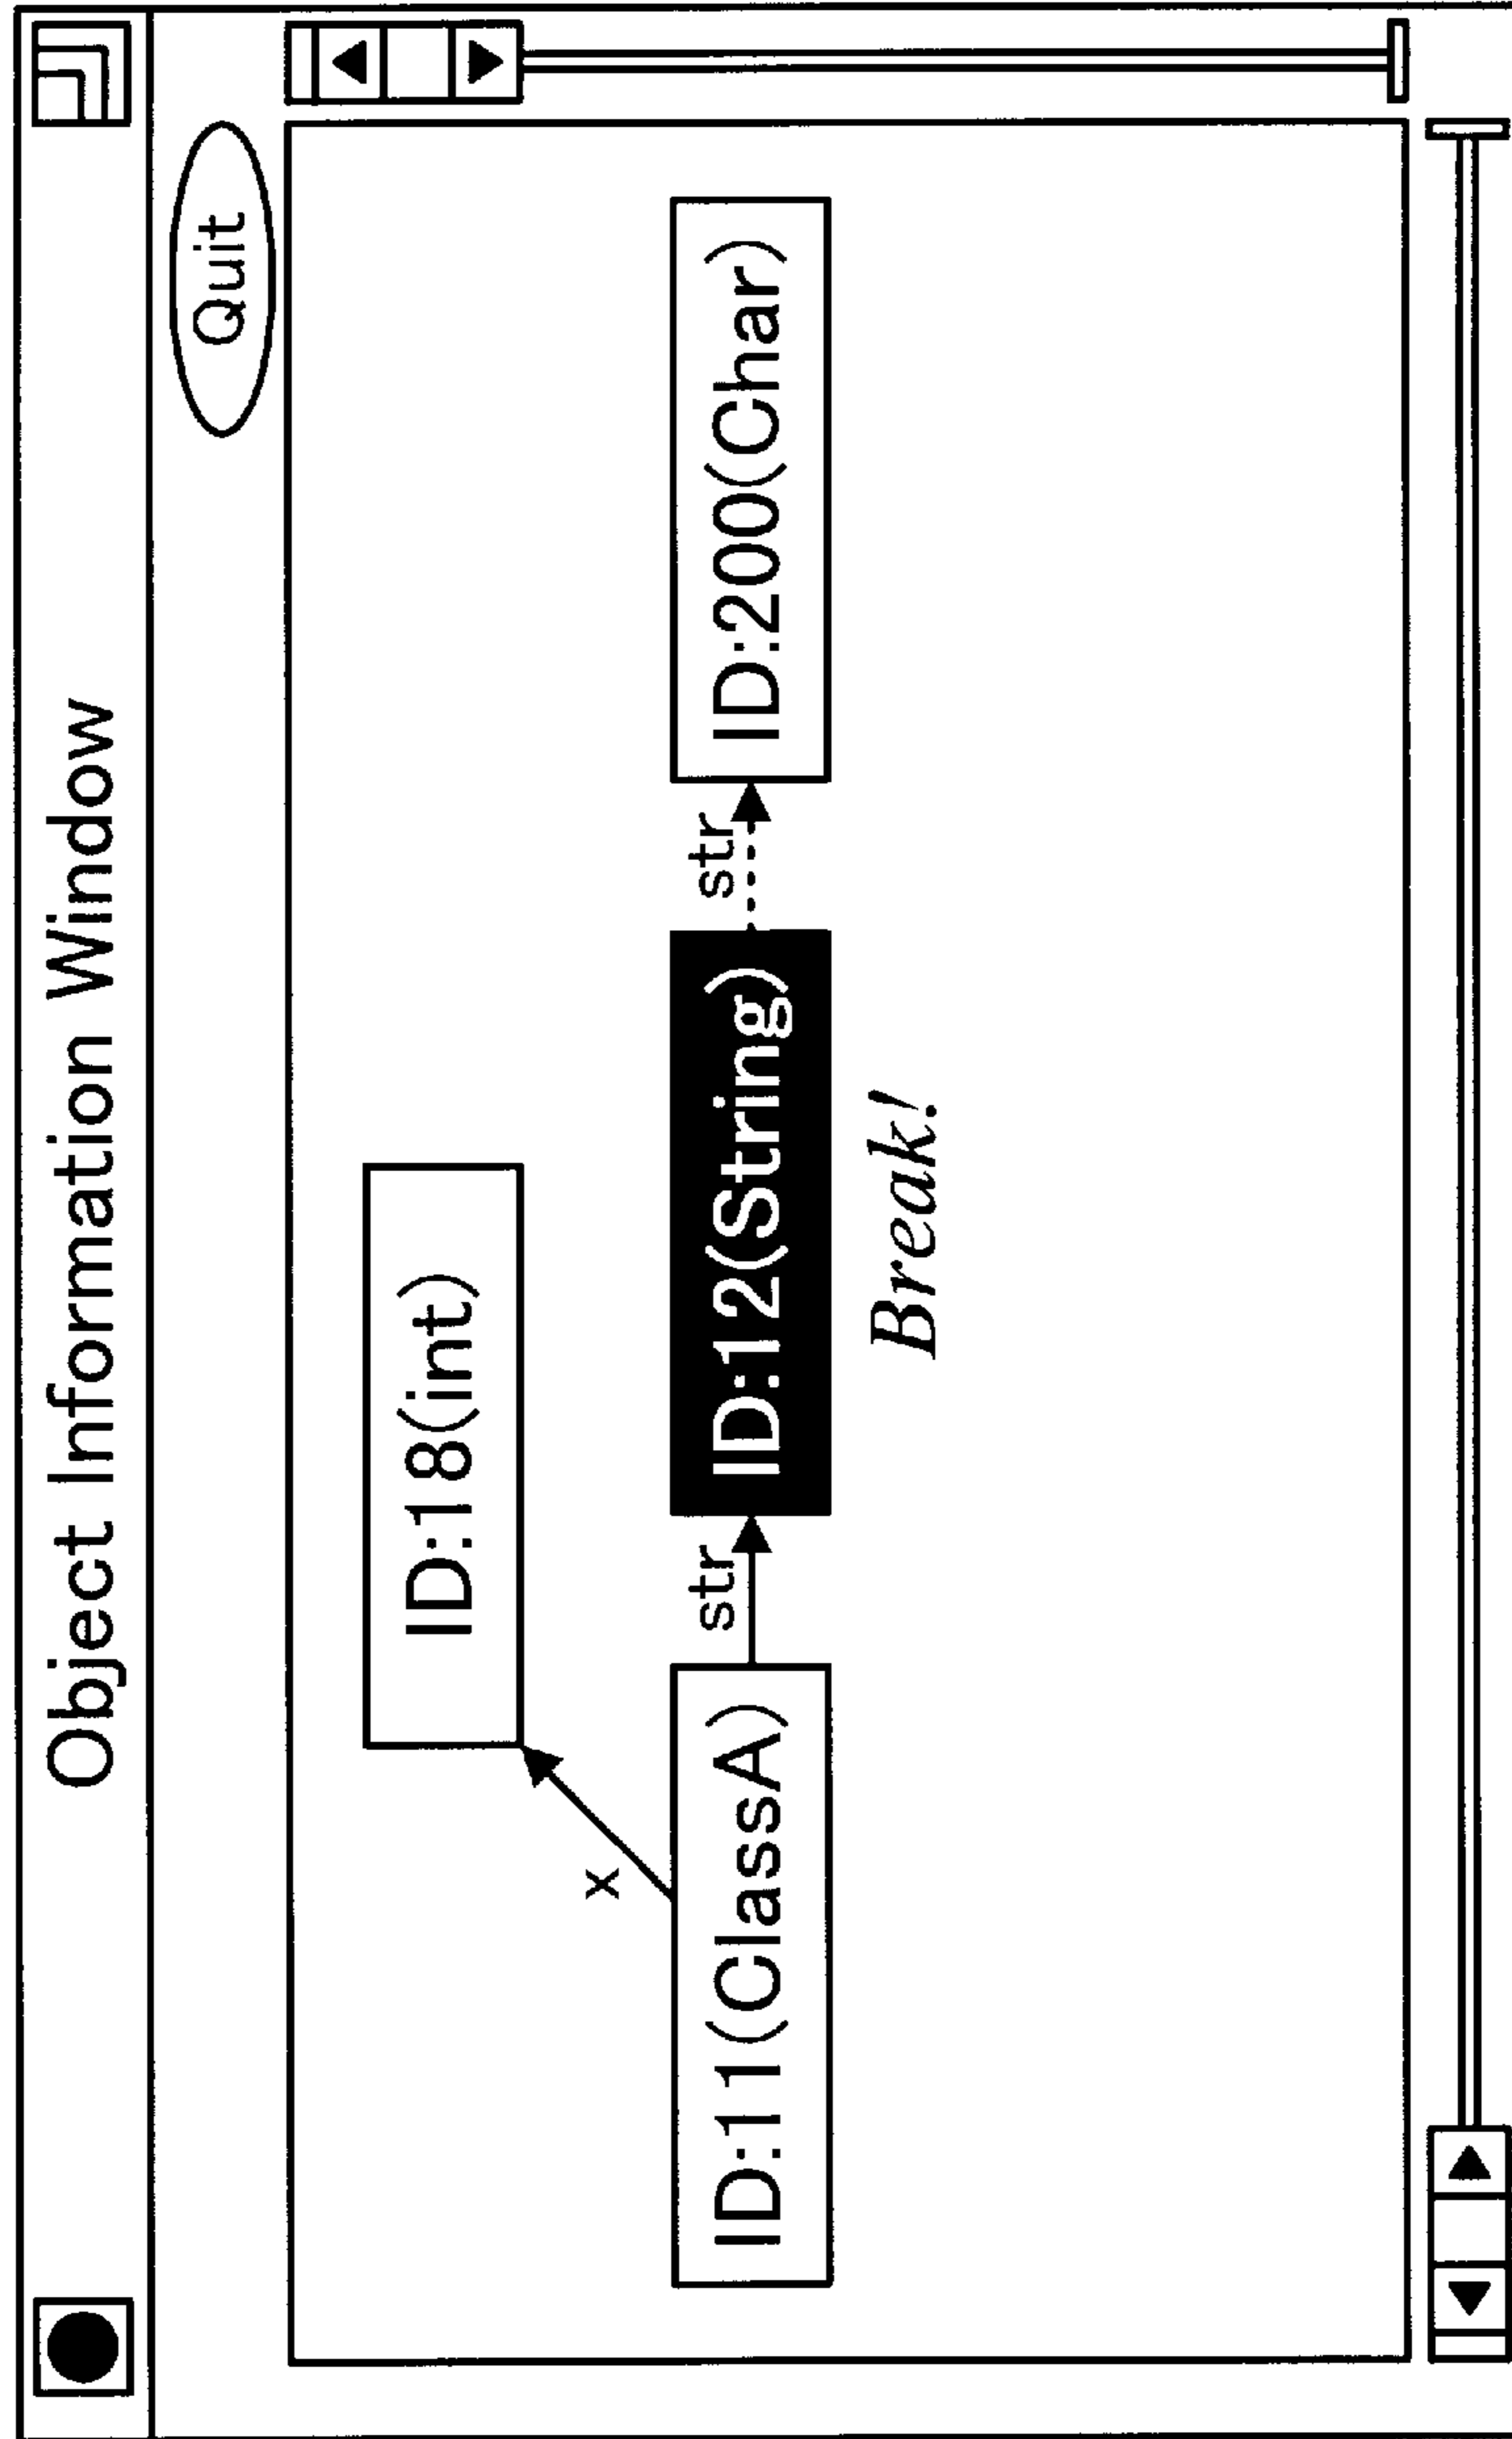 Object Information Window
Quit
ID:18(int)
x
ID:11(ClassA)
str
ID:12(String)
str
ID:200(Char)
Break!